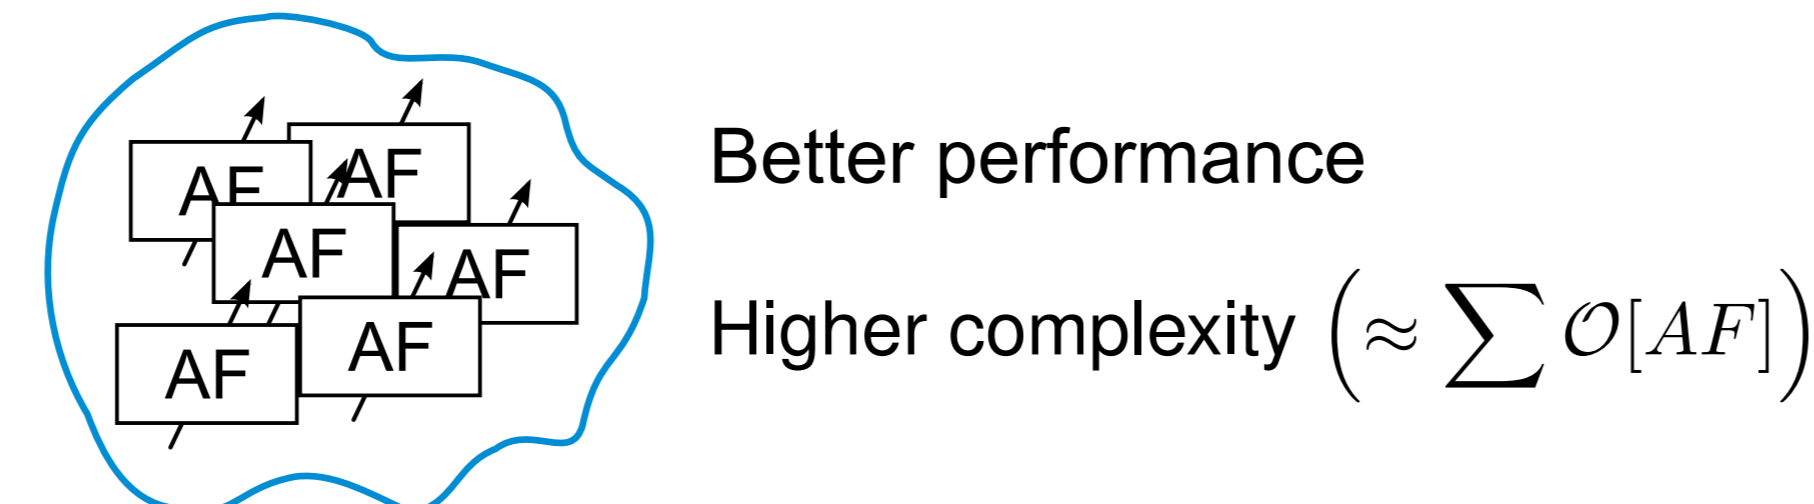 AF
AF
AF
AF
AF
AF
Better performance
Higher complexity (≈ ∑ 𝒪[AF])